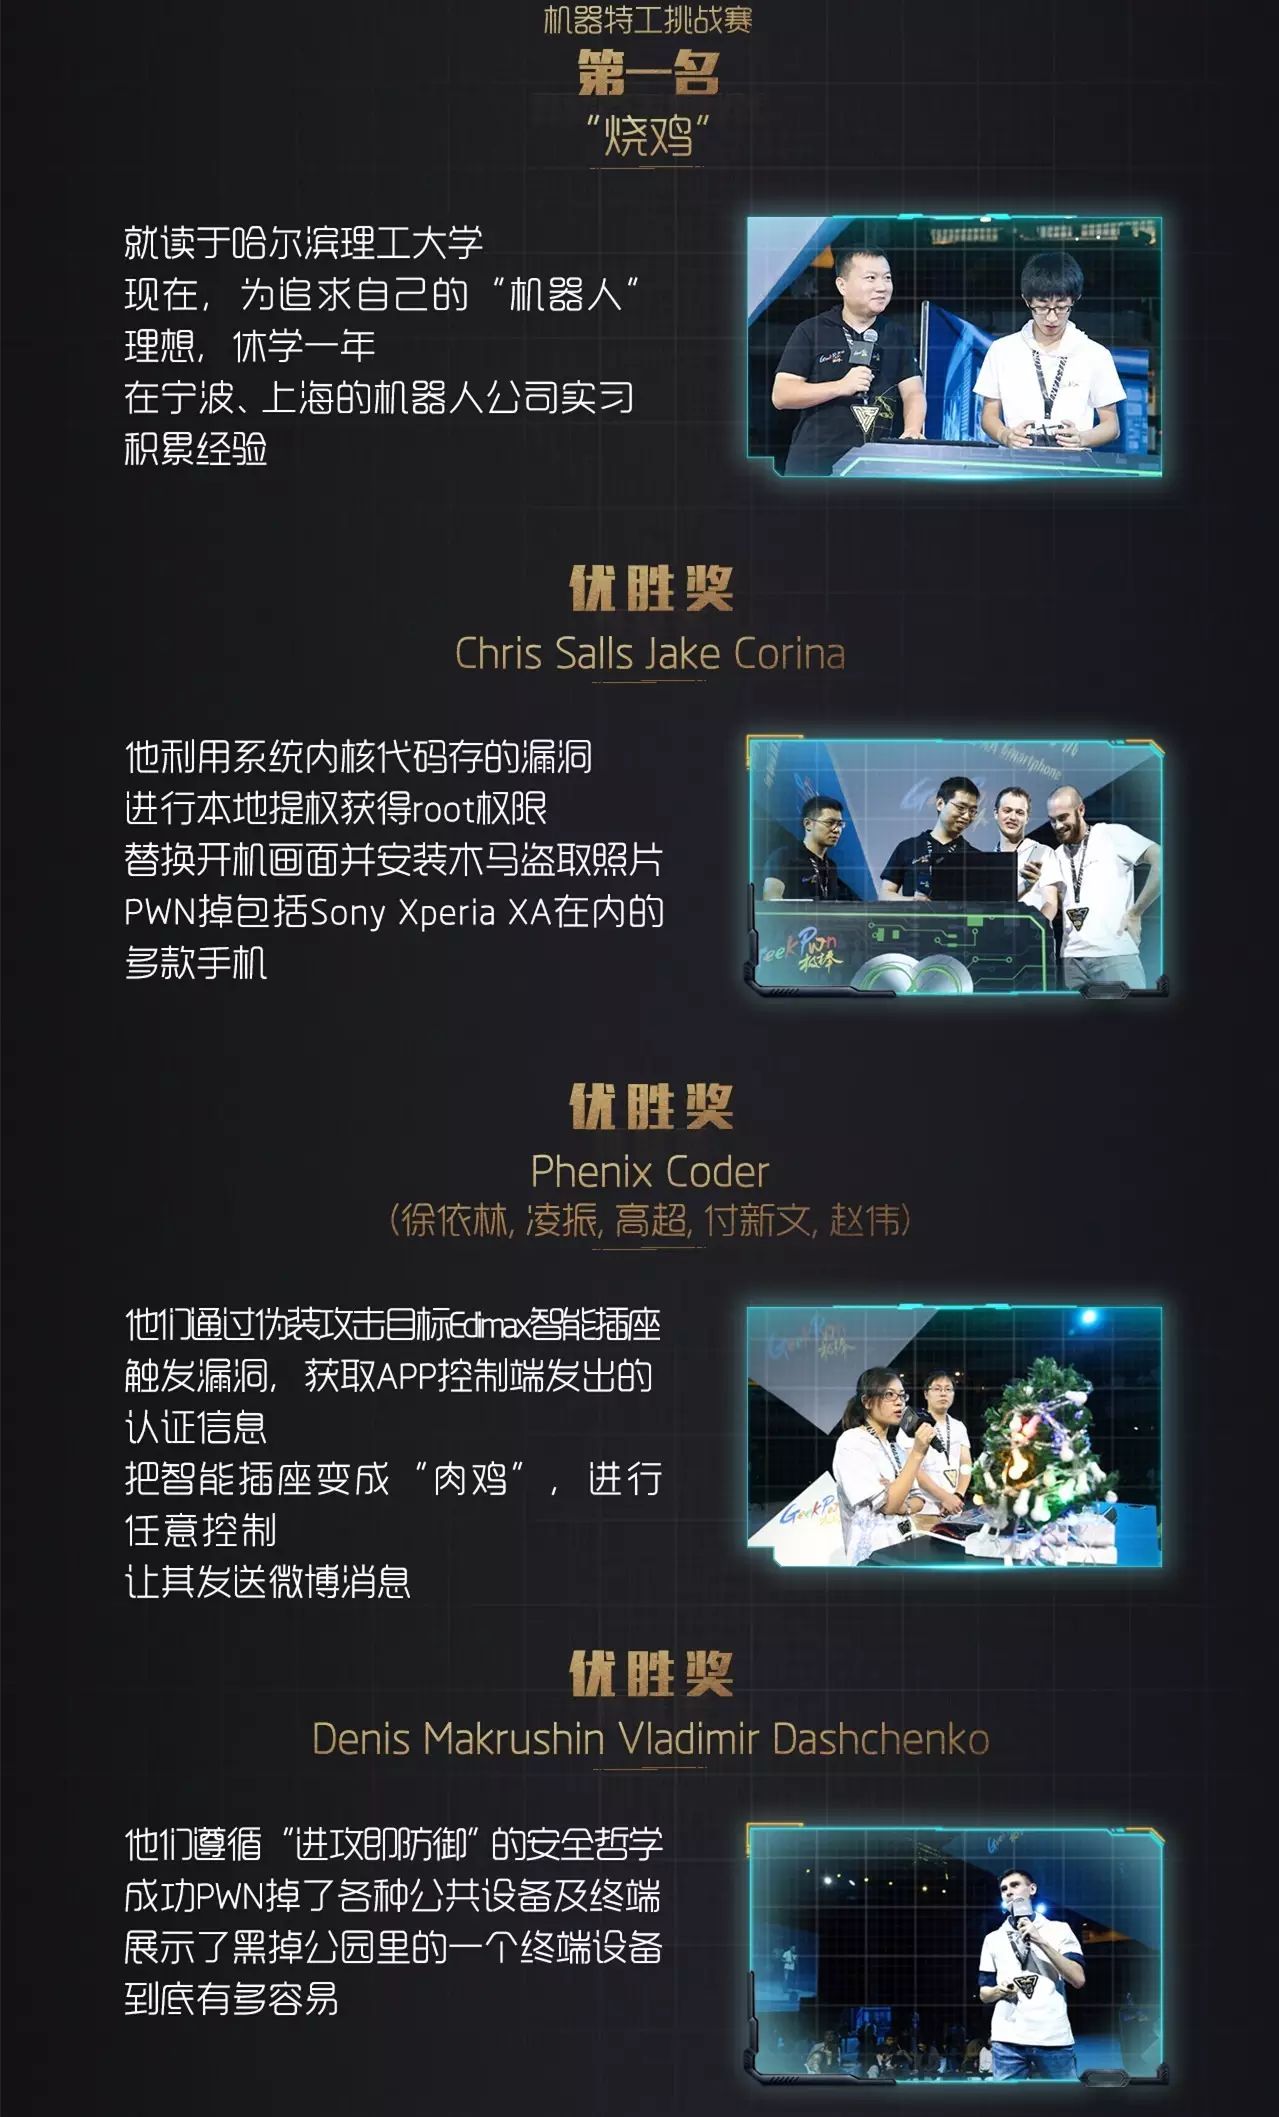 机器特工挑战赛
第一名
“烧鸡”
就读于哈尔滨理工大学
现在，为追求自己的“机器人”
理想，休学一年
在宁波、上海的机器人公司实习
积累经验
优胜奖
Chris Salls Jake Corina
他利用系统内核代码存的漏洞
进行本地提权获得root权限
替换开机画面并安装木马盗取照片
PWN掉包括Sony Xperia XA在内的
多款手机
GeekPwn
极棒
优胜奖
Phenix Coder
(徐依林, 凌振, 高超, 付新文, 赵伟)
他们通过伪装攻击目标Edimax智能插座
触发漏洞，获取APP控制端发出的
认证信息
把智能插座变成“肉鸡”，进行
任意控制
让其发送微博消息
GeekPwn
极棒
优胜奖
Denis Makrushin Vladimir Dashchenko
他们遵循“进攻即防御”的安全哲学
成功PWN掉了各种公共设备及终端
展示了黑掉公园里的一个终端设备
到底有多容易